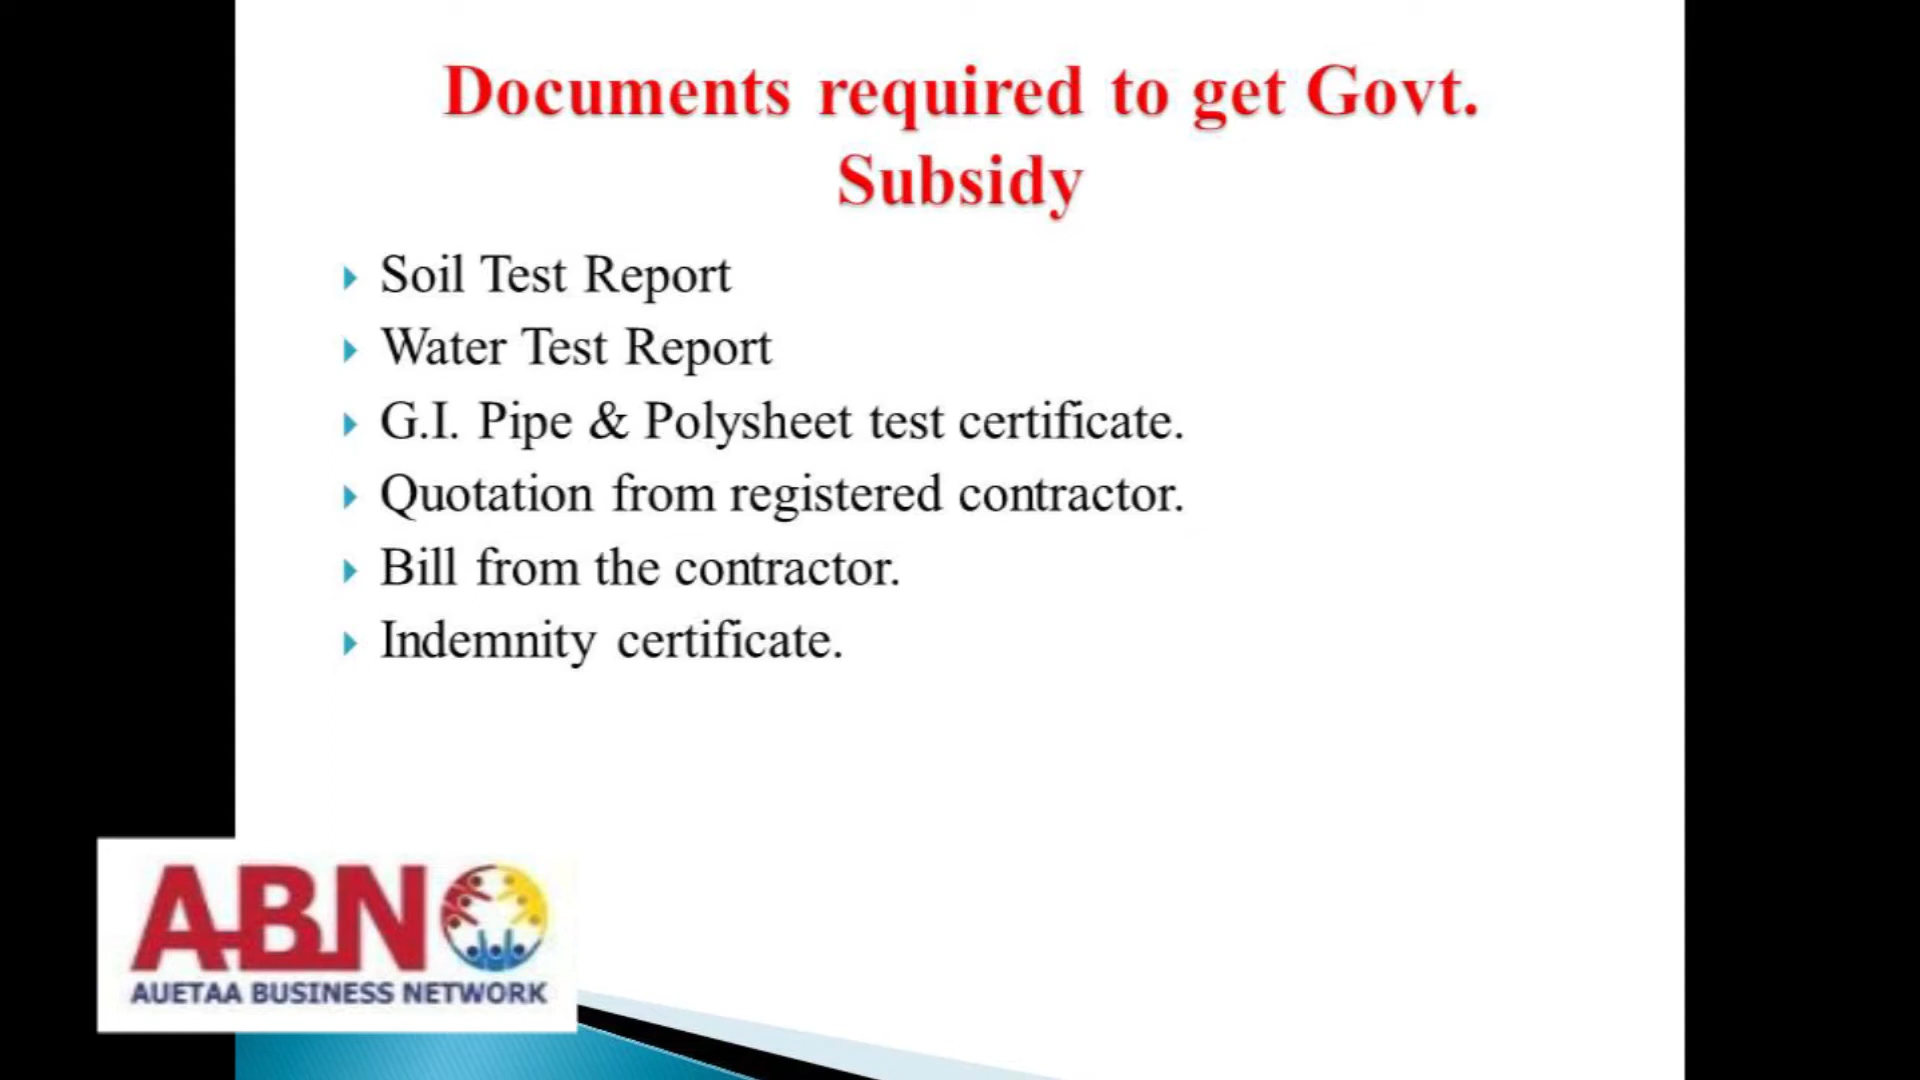 Documents required to get Govt.
Subsidy
Soil Test Report
Water Test Report
G.I. Pipe & Polysheet test certificate.
Quotation from registered contractor.
Bill from the contractor.
Indemnity certificate.
ABN
AUETAA BUSINESS NETWORK